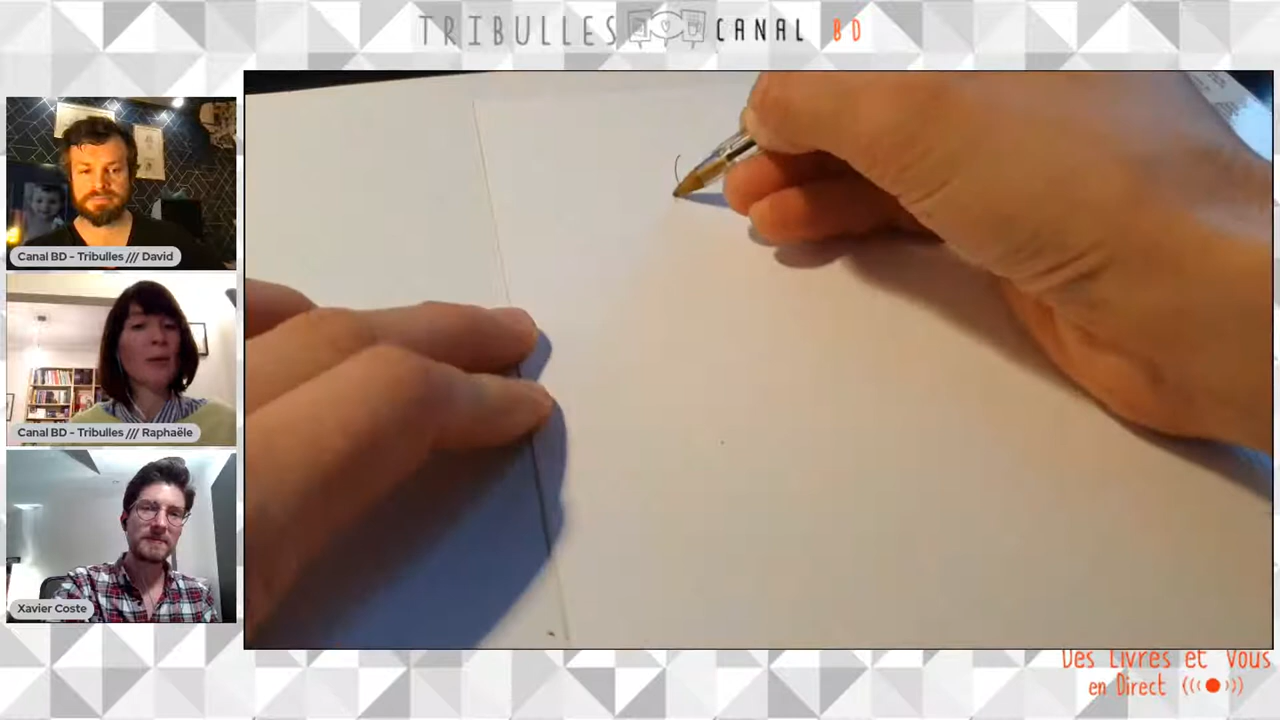 TRIBULLES CANAL BD
Canal BD - Tribulles /// David
Canal BD - Tribulles /// Raphaële
Xavier Coste
Des Livres et Vous
en Direct